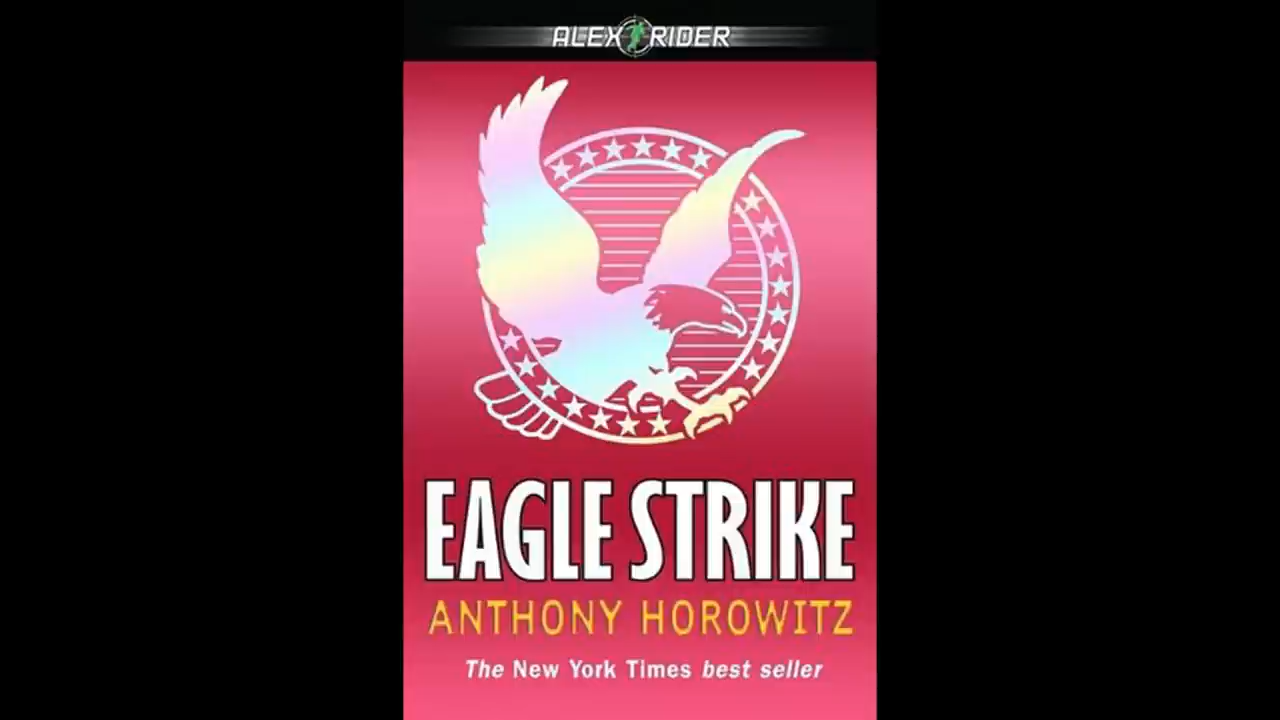 ALEX RIDER
EAGLE STRIKE
ANTHONY HOROWITZ
The New York Times best seller